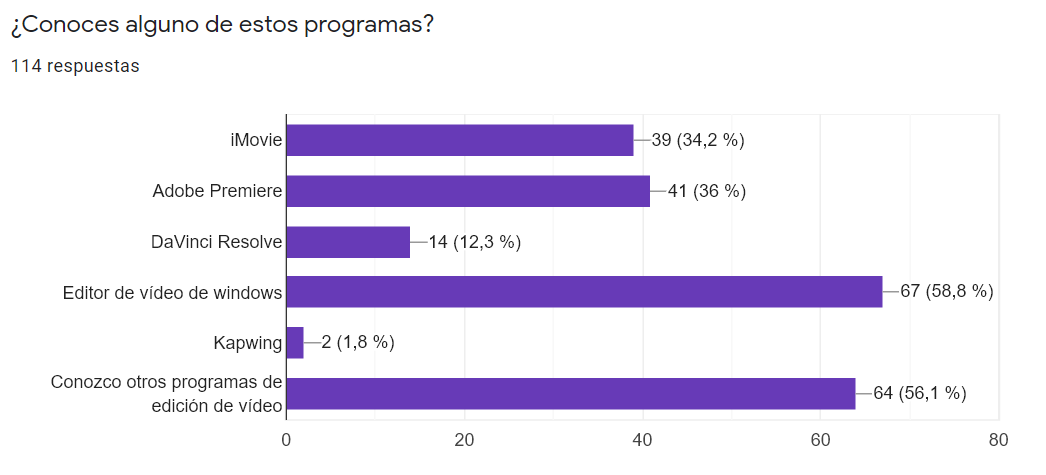 ¿Conoces alguno de estos programas?
114 respuestas
iMovie 39 (34,2 %)
Adobe Premiere 41 (36 %)
DaVinci Resolve 14 (12,3 %)
Editor de vídeo de windows 67 (58,8 %)
Kapwing 2 (1,8 %)
Conozco otros programas de
edición de vídeo 64 (56,1 %)
0 20 40 60 80